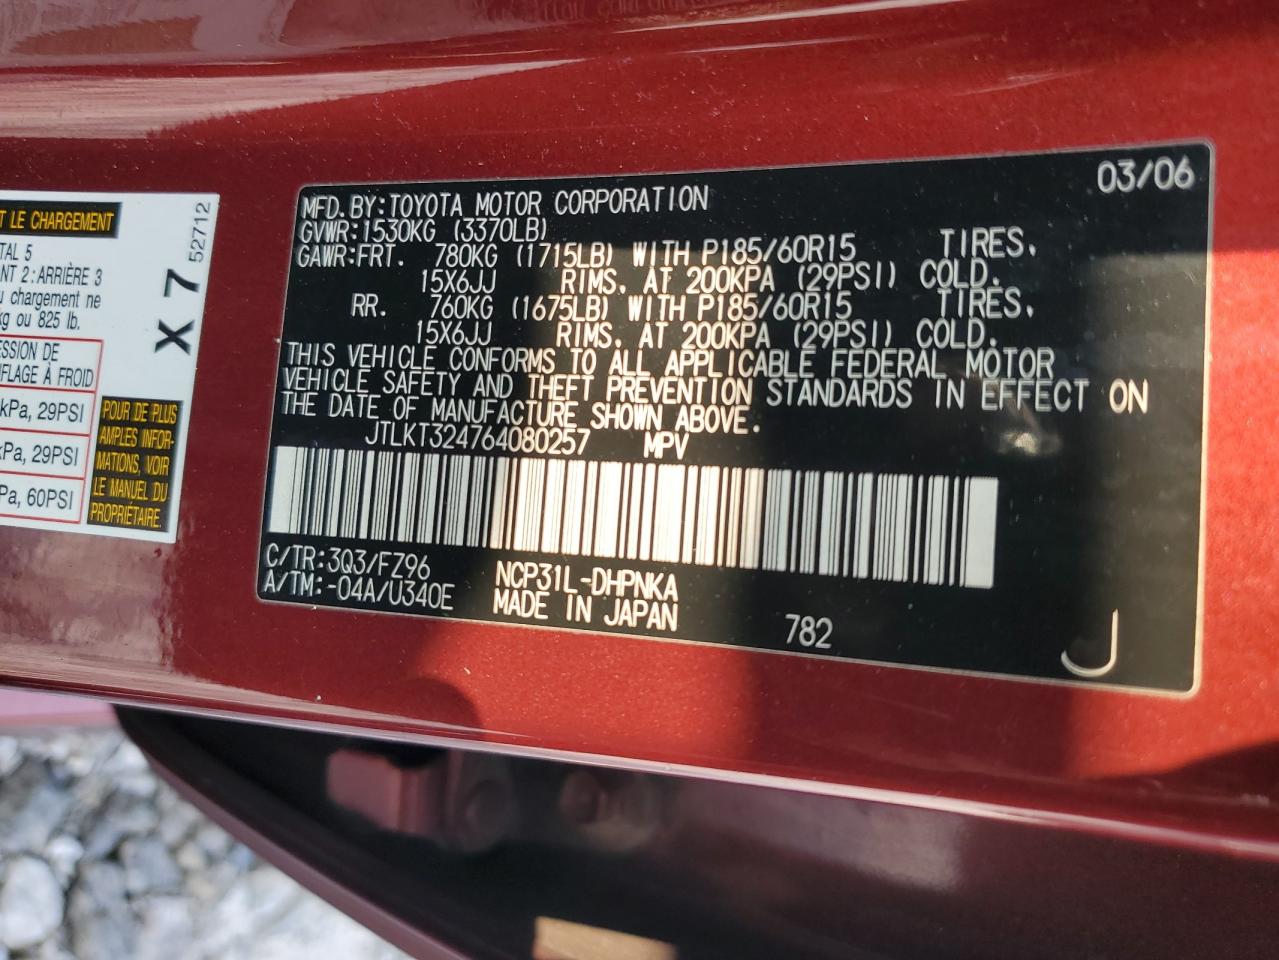 T LE CHARGEMENT
TAL 5
ANT 2:ARRIÈRE 3
u chargement ne
kg ou 825 lb.
ESSION DE
NFLAGE À FROID
kPa, 29PSI
kPa, 29PSI
Pa, 60PSI
POUR DE PLUS
AMPLES INFOR-
MATIONS, VOIR
LE MANUEL DU
PROPRIÉTAIRE.
X 7
52712
03/06
MFD.BY:TOYOTA MOTOR CORPORATION
GVWR:1530KG (3370LB)
GAWR:FRT. 780KG (1715LB) WITH P185/60R15 TIRES,
15X6JJ RIMS, AT 200KPA (29PSI) COLD.
RR. 760KG (1675LB) WITH P185/60R15 TIRES,
15X6JJ RIMS, AT 200KPA (29PSI) COLD.
THIS VEHICLE CONFORMS TO ALL APPLICABLE FEDERAL MOTOR
VEHICLE SAFETY AND THEFT PREVENTION STANDARDS IN EFFECT ON
THE DATE OF MANUFACTURE SHOWN ABOVE.
JTLKT324764080257 MPV
C/TR:3Q3/FZ96
A/TM:-04A/U340E
NCP31L-DHPNKA
MADE IN JAPAN
782
J